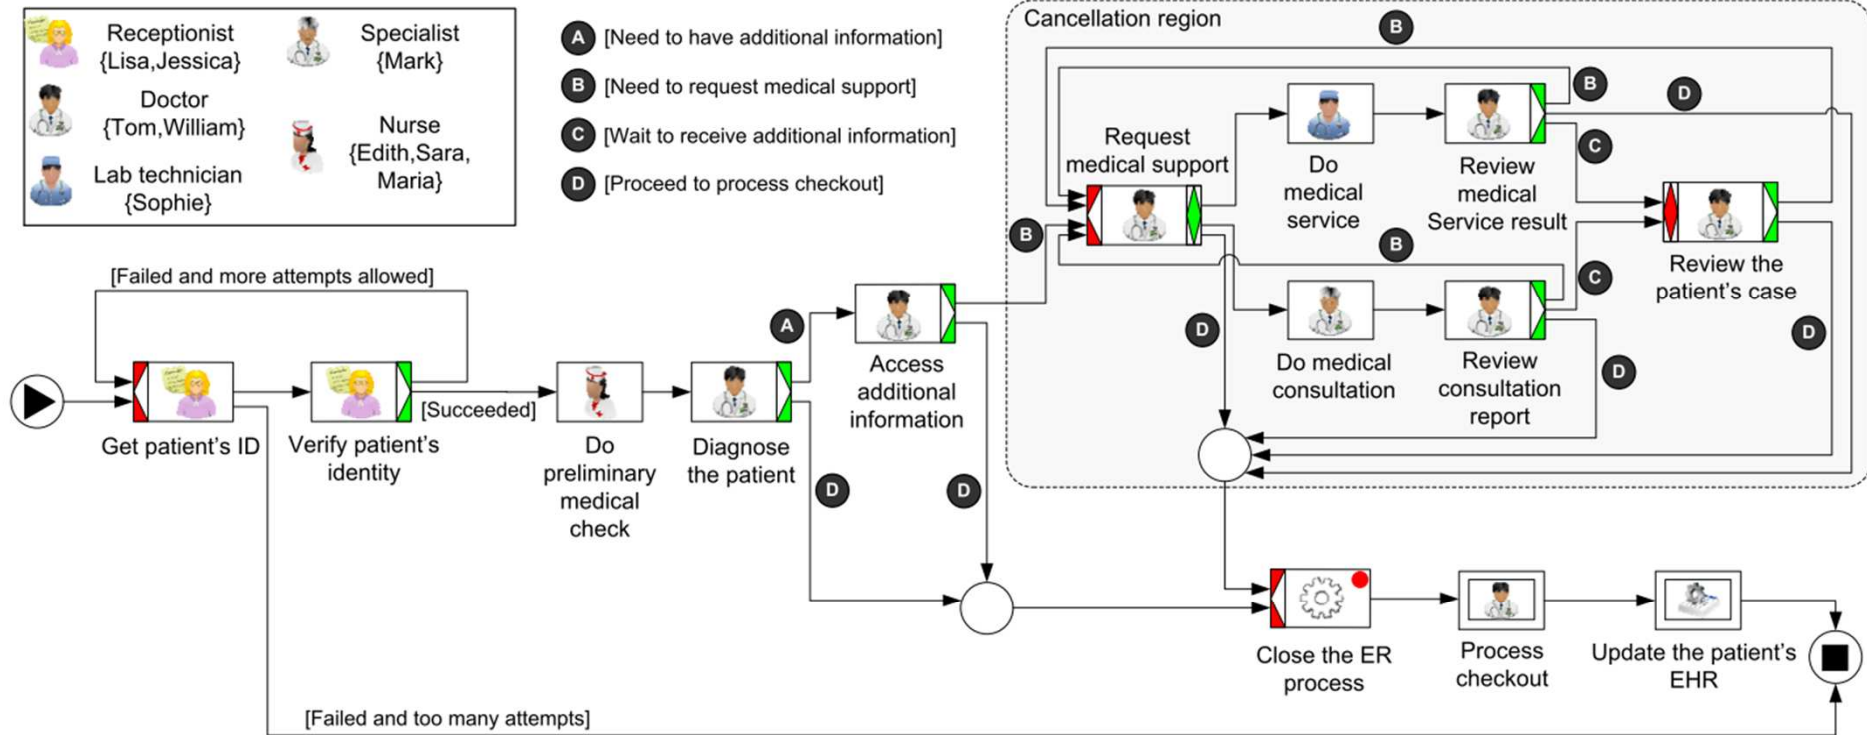 Receptionist
{Lisa,Jessica}
Specialist
{Mark}
Doctor
{Tom,William}
Nurse
{Edith,Sara,
Maria}
Lab technician
{Sophie}
A [Need to have additional information]
B [Need to request medical support]
C [Wait to receive additional information]
D [Proceed to process checkout]
Cancellation region
B
B
D
Request
medical support
Do
medical
service
Review
medical
Service result
C
B
B
C
Review the
patient's case
D
D
Do medical
consultation
Review
consultation
report
D
[Failed and more attempts allowed]
A
Access
additional
information
[Succeeded]
Get patient's ID
Verify patient's
identity
Do
preliminary
medical
check
Diagnose
the patient
D
D
Close the ER
process
Process
checkout
Update the patient's
EHR
[Failed and too many attempts]